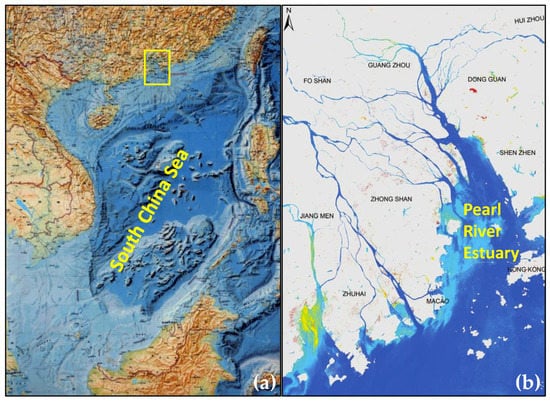 South China Sea
(a)
N
HUI ZHOU
GUANG ZHOU
FO SHAN
DONG GUAN
SHEN ZHEN
ZHONG SHAN
JIANG MEN
Pearl
River
Estuary
HONG KONG
ZHUHAI
MACAO
(b)